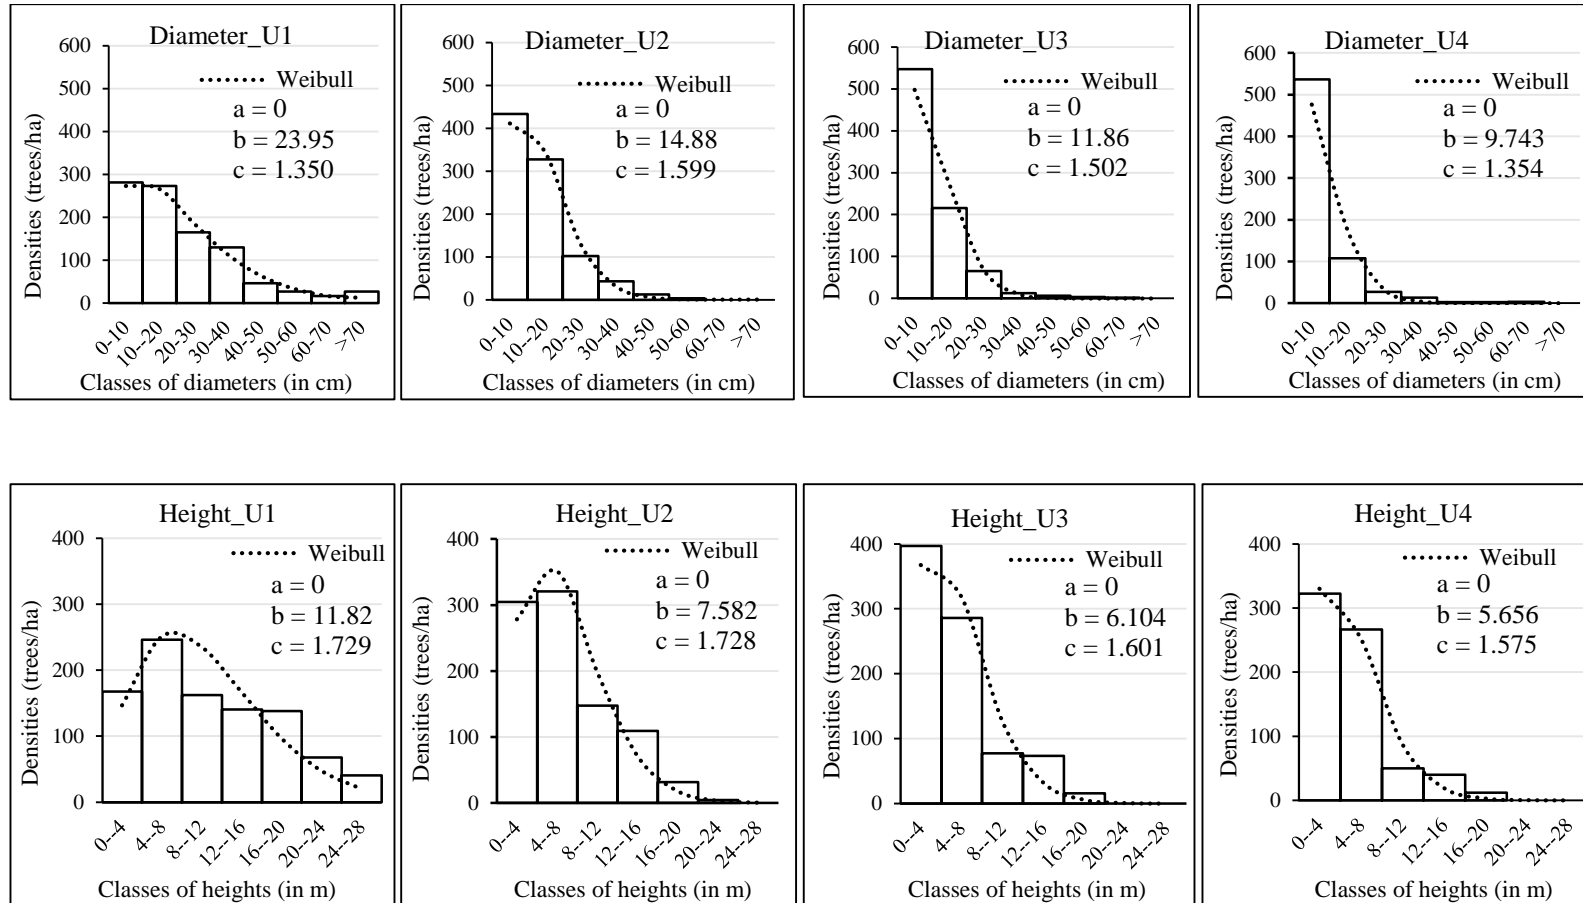 Diameter_U1
Weibull
a = 0
b = 23.95
c = 1.350
Densities (trees/ha)
600
500
400
300
200
100
0
0-10
10--20
20-30
30-40
40-50
50-60
60-70
>70
Classes of diameters (in cm)
Diameter_U2
Weibull
a = 0
b = 14.88
c = 1.599
Densities (trees/ha)
600
500
400
300
200
100
0
0-10
10--20
20-30
30-40
40-50
50-60
60-70
>70
Classes of diameters (in cm)
Diameter_U3
Weibull
a = 0
b = 11.86
c = 1.502
Densities (trees/ha)
600
500
400
300
200
100
0
0-10
10--20
20-30
30-40
40-50
50-60
60-70
>70
Classes of diameters (in cm)
Diameter_U4
Weibull
a = 0
b = 9.743
c = 1.354
Densities (trees/ha)
600
500
400
300
200
100
0
0-10
10--20
20-30
30-40
40-50
50-60
60-70
>70
Classes of diameters (in cm)
Height_U1
Weibull
a = 0
b = 11.82
c = 1.729
Densities (trees/ha)
400
300
200
100
0
0--4
4--8
8--12
12--16
16--20
20--24
24--28
Classes of heights (in m)
Height_U2
Weibull
a = 0
b = 7.582
c = 1.728
Densities (trees/ha)
400
300
200
100
0
0--4
4--8
8--12
12--16
16--20
20--24
24--28
Classes of heights (in m)
Height_U3
Weibull
a = 0
b = 6.104
c = 1.601
Densities (trees/ha)
400
300
200
100
0
0--4
4--8
8--12
12--16
16--20
20--24
24--28
Classes of heights (in m)
Height_U4
Weibull
a = 0
b = 5.656
c = 1.575
Densities (trees/ha)
400
300
200
100
0
0--4
4--8
8--12
12--16
16--20
20--24
24--28
Classes of heights (in m)